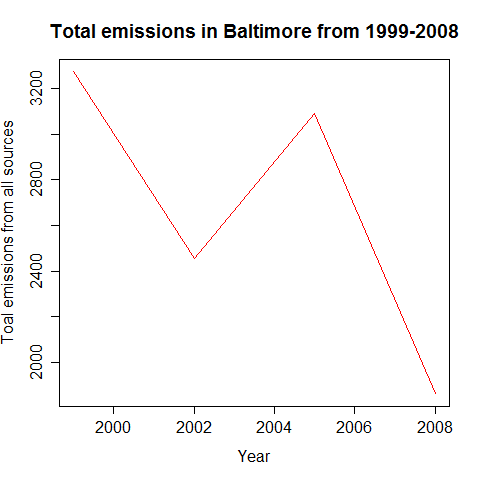 Total emissions in Baltimore from 1999-2008
Toal emissions from all sources
3200
2800
2400
2000
2000 2002 2004 2006 2008
Year